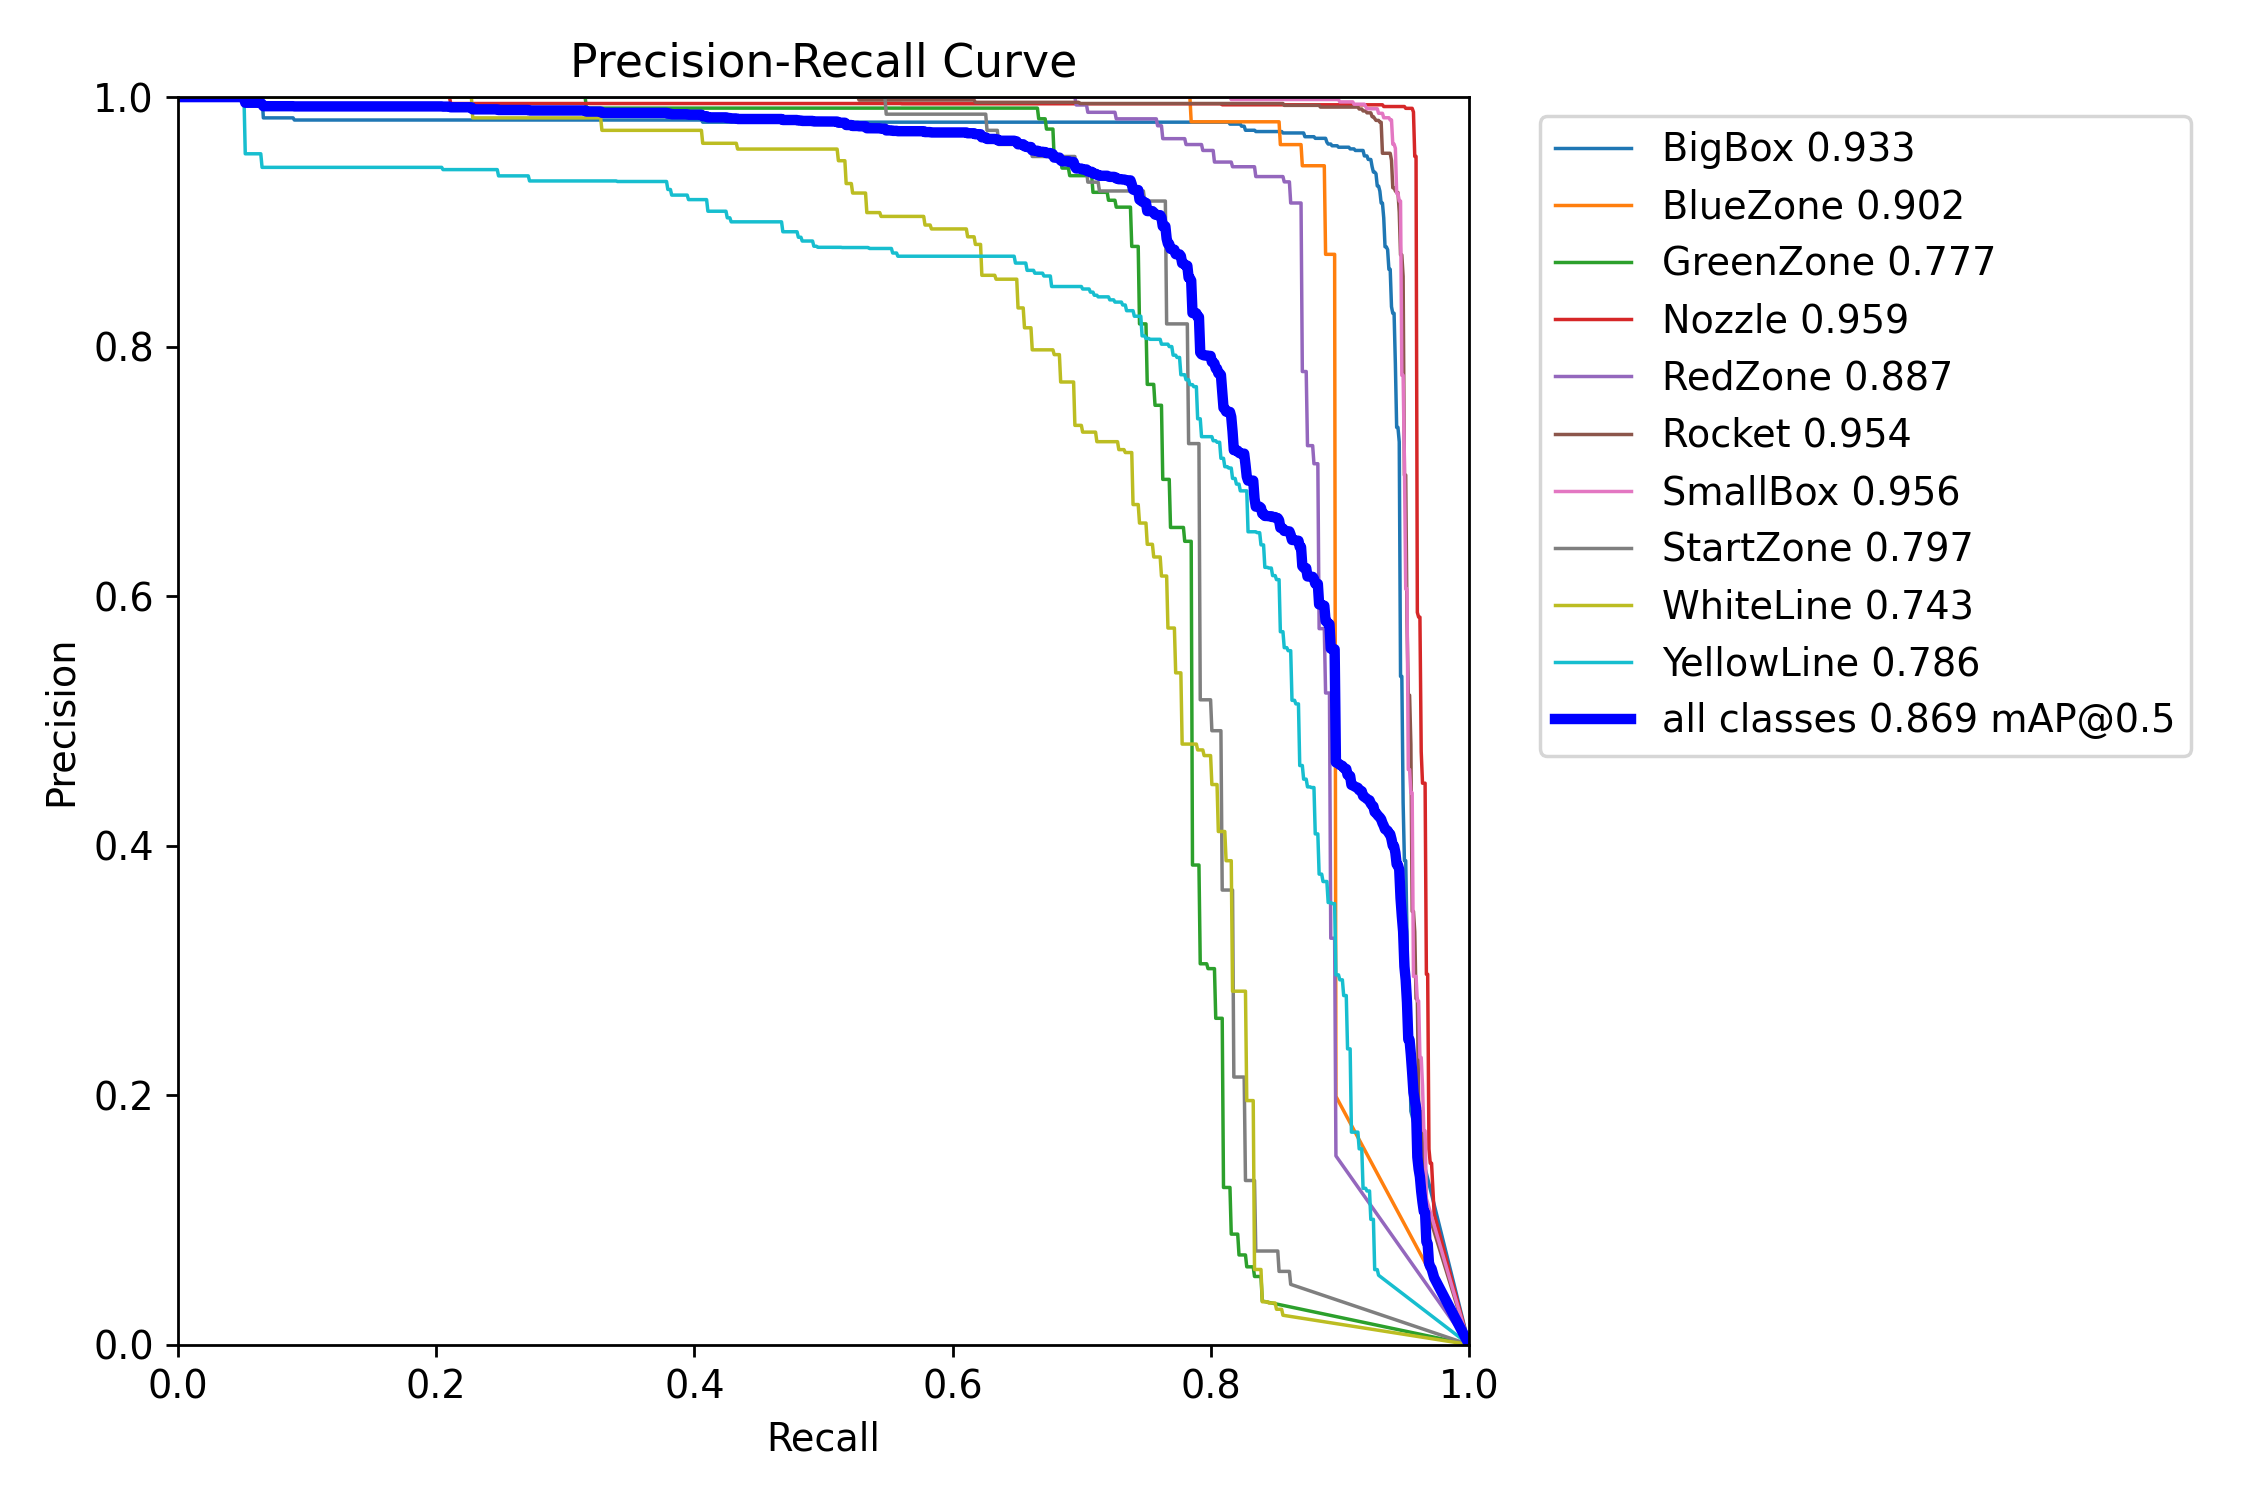 Precision-Recall Curve
1.0
0.8
0.6
0.4
0.2
0.0
Precision
0.0 0.2 0.4 0.6 0.8 1.0
Recall
BigBox 0.933
BlueZone 0.902
GreenZone 0.777
Nozzle 0.959
RedZone 0.887
Rocket 0.954
SmallBox 0.956
StartZone 0.797
WhiteLine 0.743
YellowLine 0.786
all classes 0.869 mAP@0.5